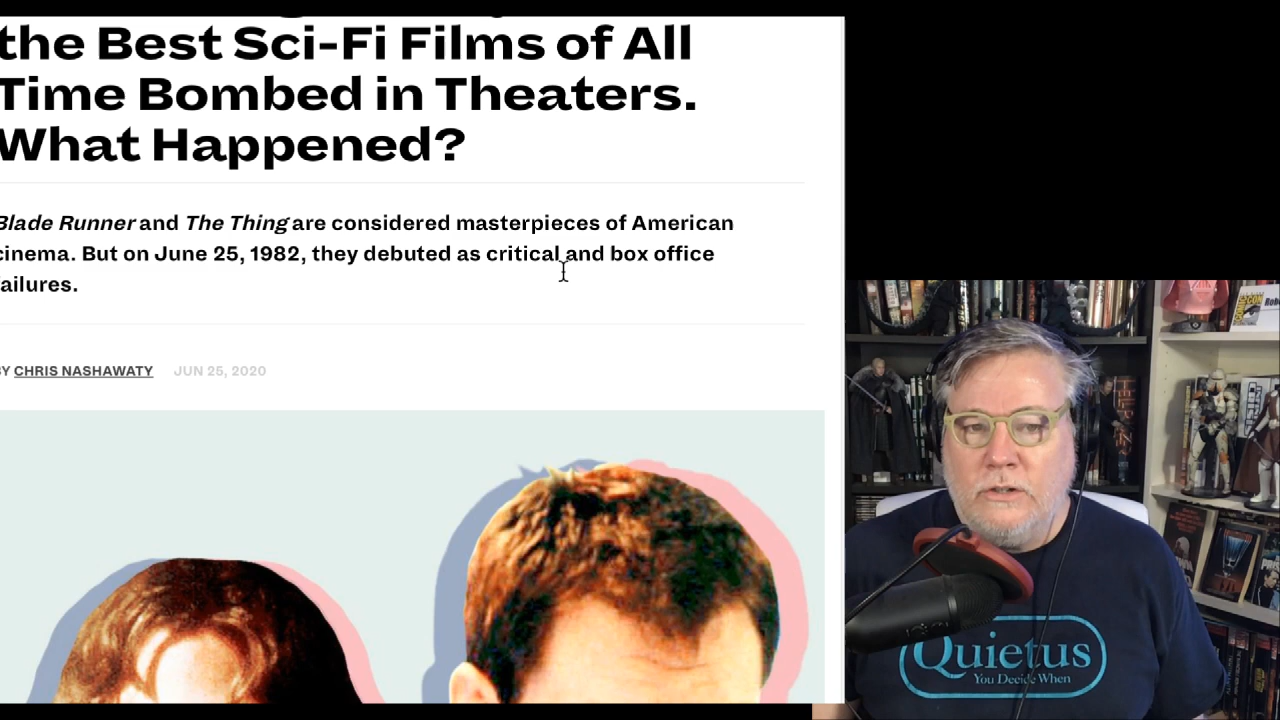 the Best Sci-Fi Films of All
Time Bombed in Theaters.
What Happened?
Blade Runner and The Thing are considered masterpieces of American
cinema. But on June 25, 1982, they debuted as critical and box office
failures.
BY CHRIS NASHAWATY JUN 25, 2020
Quietus
You Decide When